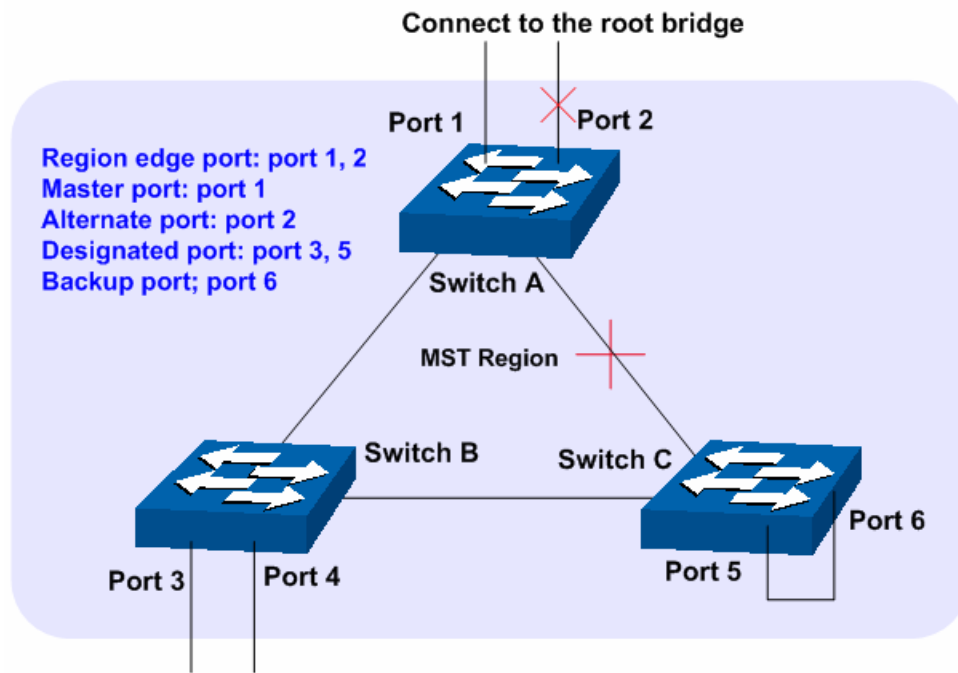 Connect to the root bridge
Port 1
Port 2
Region edge port: port 1, 2
Master port: port 1
Alternate port: port 2
Designated port: port 3, 5
Backup port; port 6
Switch A
MST Region
Switch B
Switch C
Port 3
Port 4
Port 5
Port 6